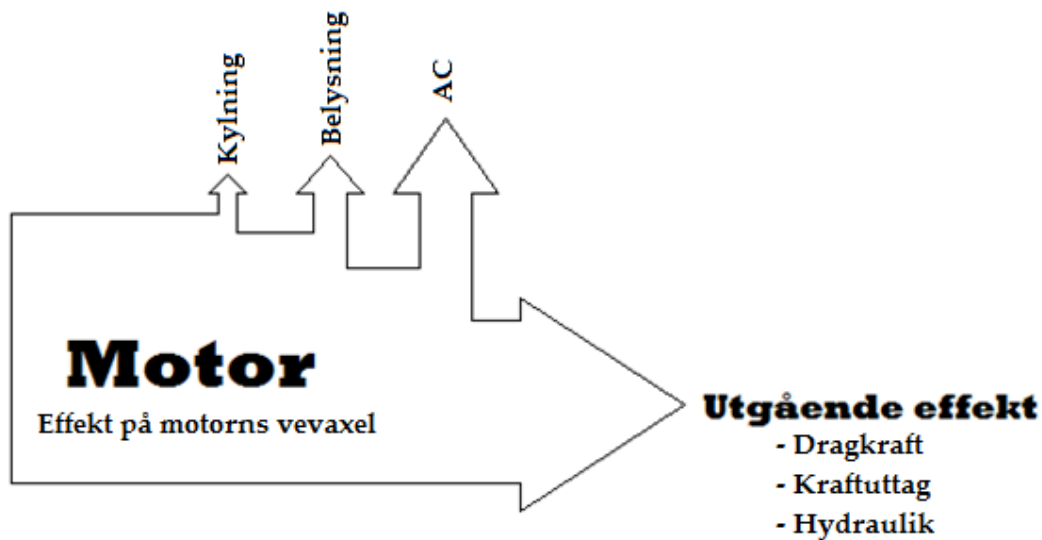 Kylning
Belysning
AC
Motor
Effekt på motorns vevaxel
Utgående effekt
- Dragkraft
- Kraftuttag
- Hydraulik